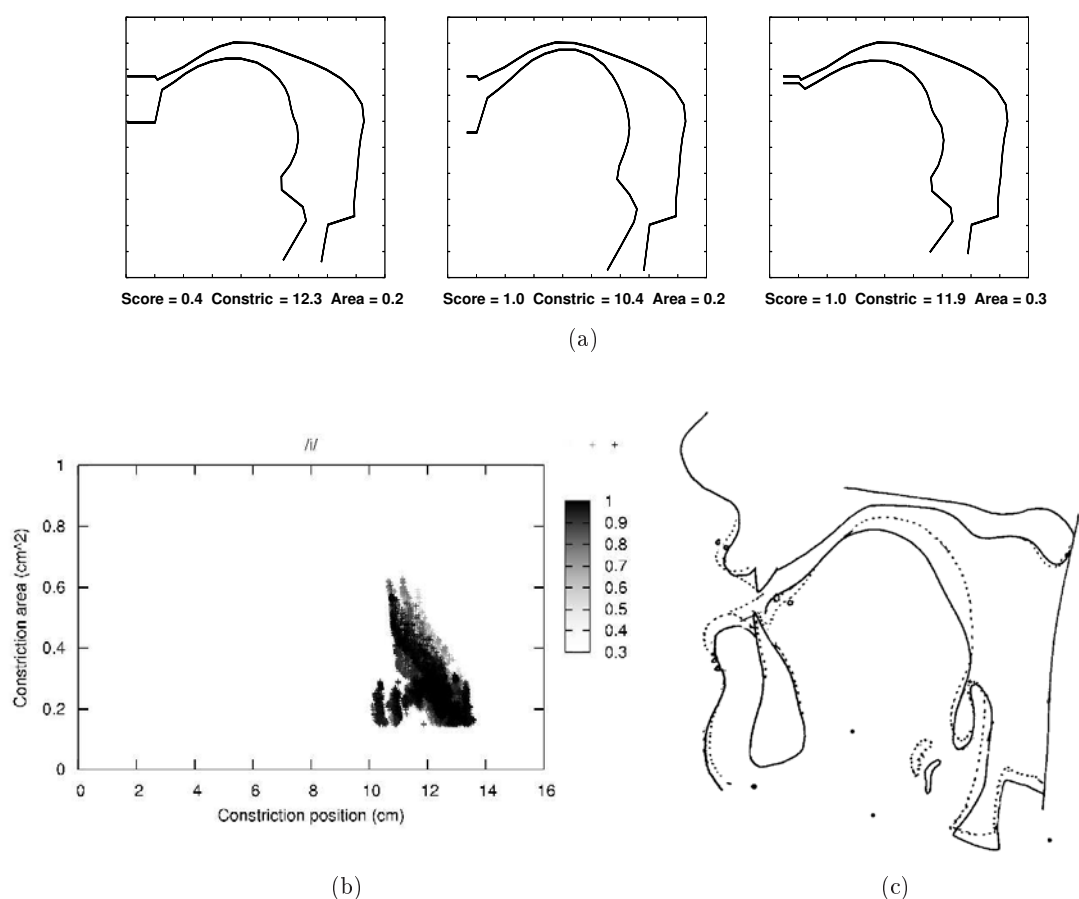 Score = 0.4 Constric = 12.3 Area = 0.2
Score = 1.0 Constric = 10.4 Area = 0.2
Score = 1.0 Constric = 11.9 Area = 0.3
(a)
/i/
1
0.8
0.6
0.4
0.2
0
0 2 4 6 8 10 12 14 16
Constriction area (cm^2)
Constriction position (cm)
1
0.9
0.8
0.7
0.6
0.5
0.4
0.3
(b)
(c)